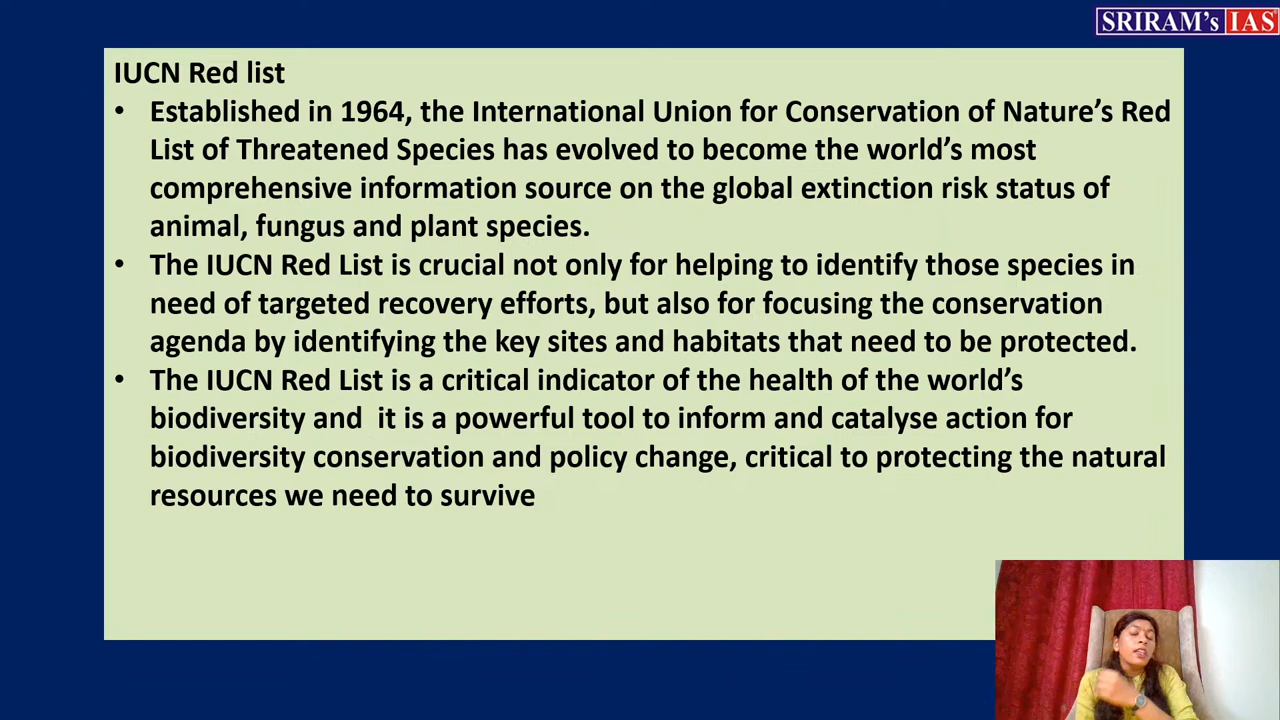 SRIRAM's IAS
IUCN Red list
• Established in 1964, the International Union for Conservation of Nature’s Red
List of Threatened Species has evolved to become the world’s most
comprehensive information source on the global extinction risk status of
animal, fungus and plant species.
• The IUCN Red List is crucial not only for helping to identify those species in
need of targeted recovery efforts, but also for focusing the conservation
agenda by identifying the key sites and habitats that need to be protected.
• The IUCN Red List is a critical indicator of the health of the world’s
biodiversity and  it is a powerful tool to inform and catalyse action for
biodiversity conservation and policy change, critical to protecting the natural
resources we need to survive